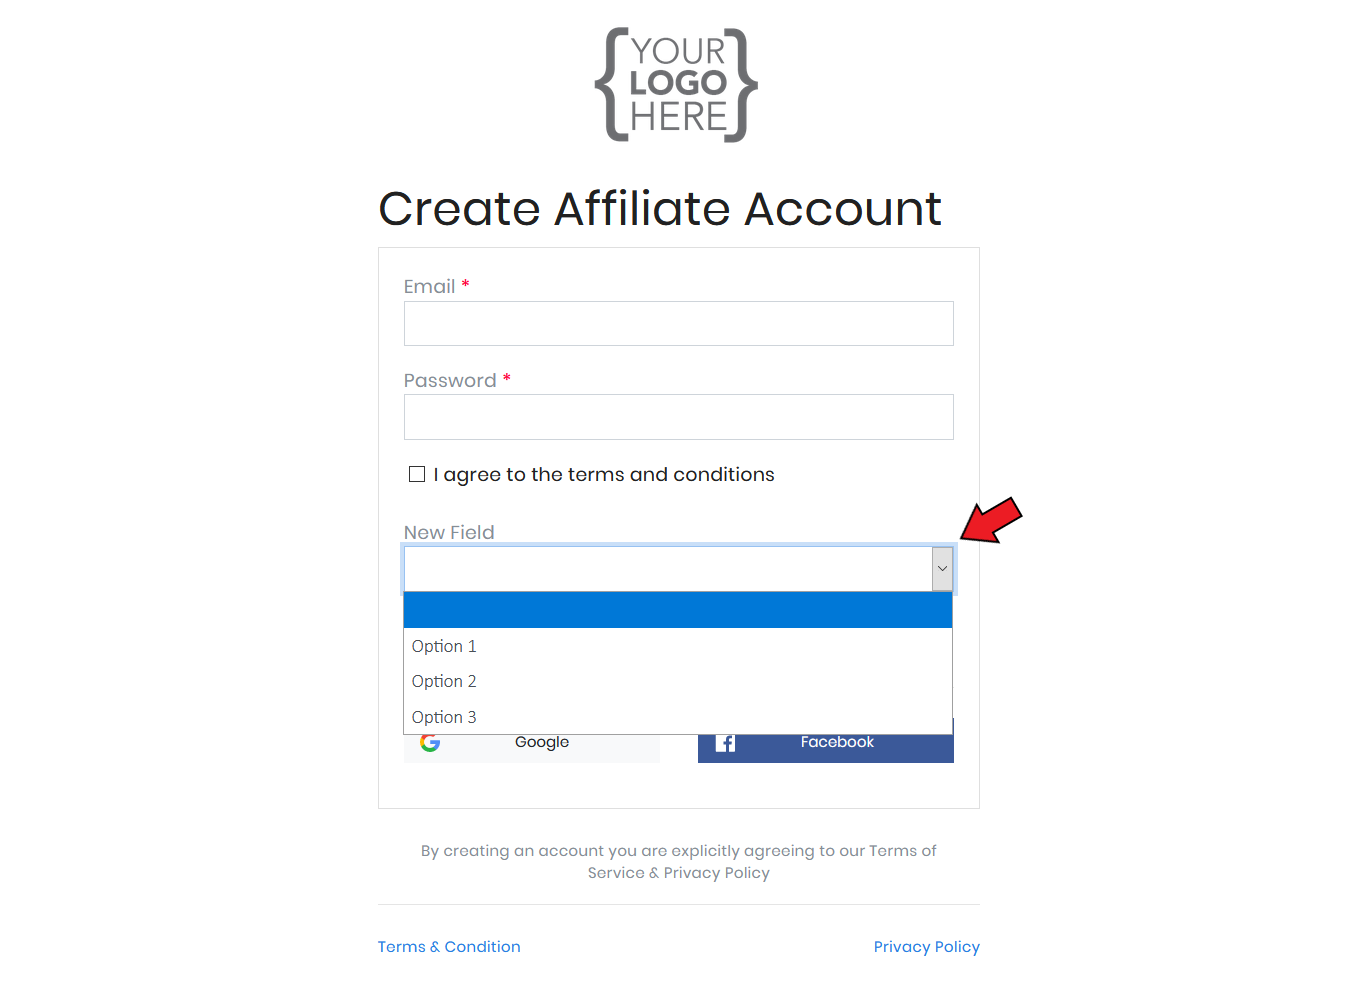 YOUR
LOGO
HERE
Create Affiliate Account
Email *
Password *
I agree to the terms and conditions
New Field
Option 1
Option 2
Option 3
Google
Facebook
By creating an account you are explicitly agreeing to our Terms of
Service & Privacy Policy
Terms & Condition
Privacy Policy